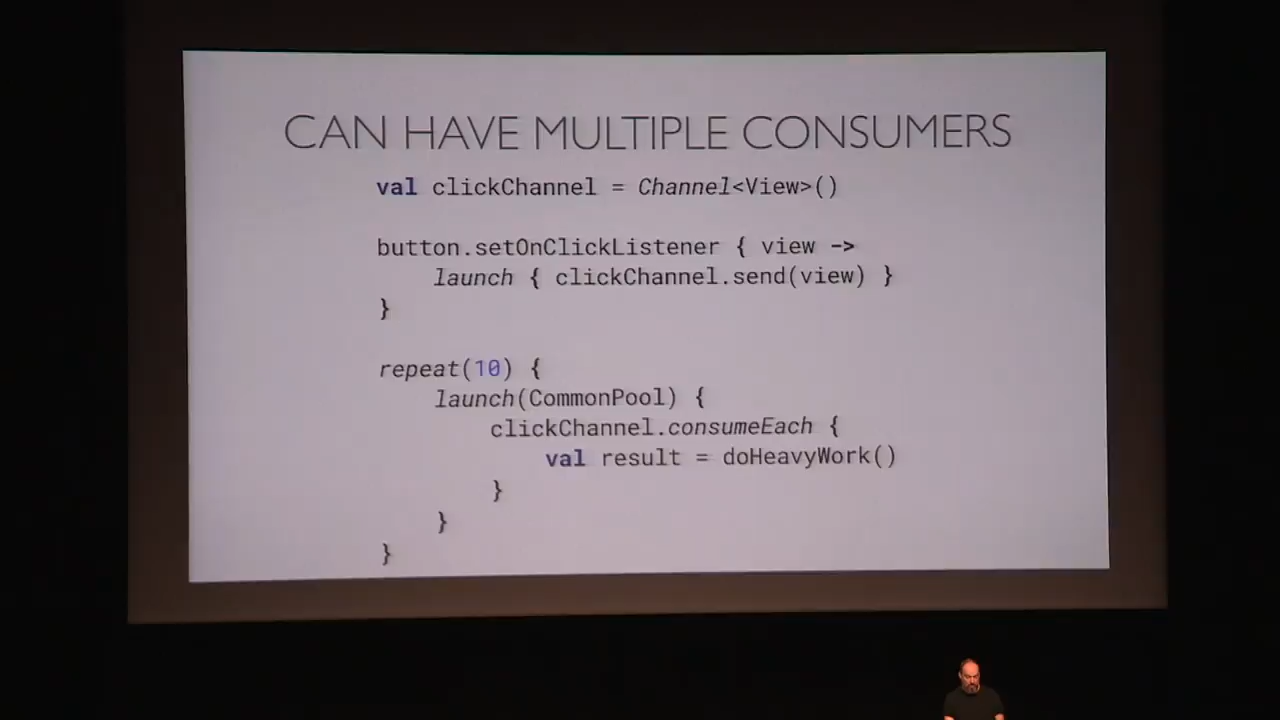 CAN HAVE MULTIPLE CONSUMERS
val clickChannel = Channel<View>()
button.setOnClickListener { view ->
launch { clickChannel.send(view) }
}
repeat(10) {
launch(CommonPool) {
clickChannel.consumeEach {
val result = doHeavyWork()
}
}
}